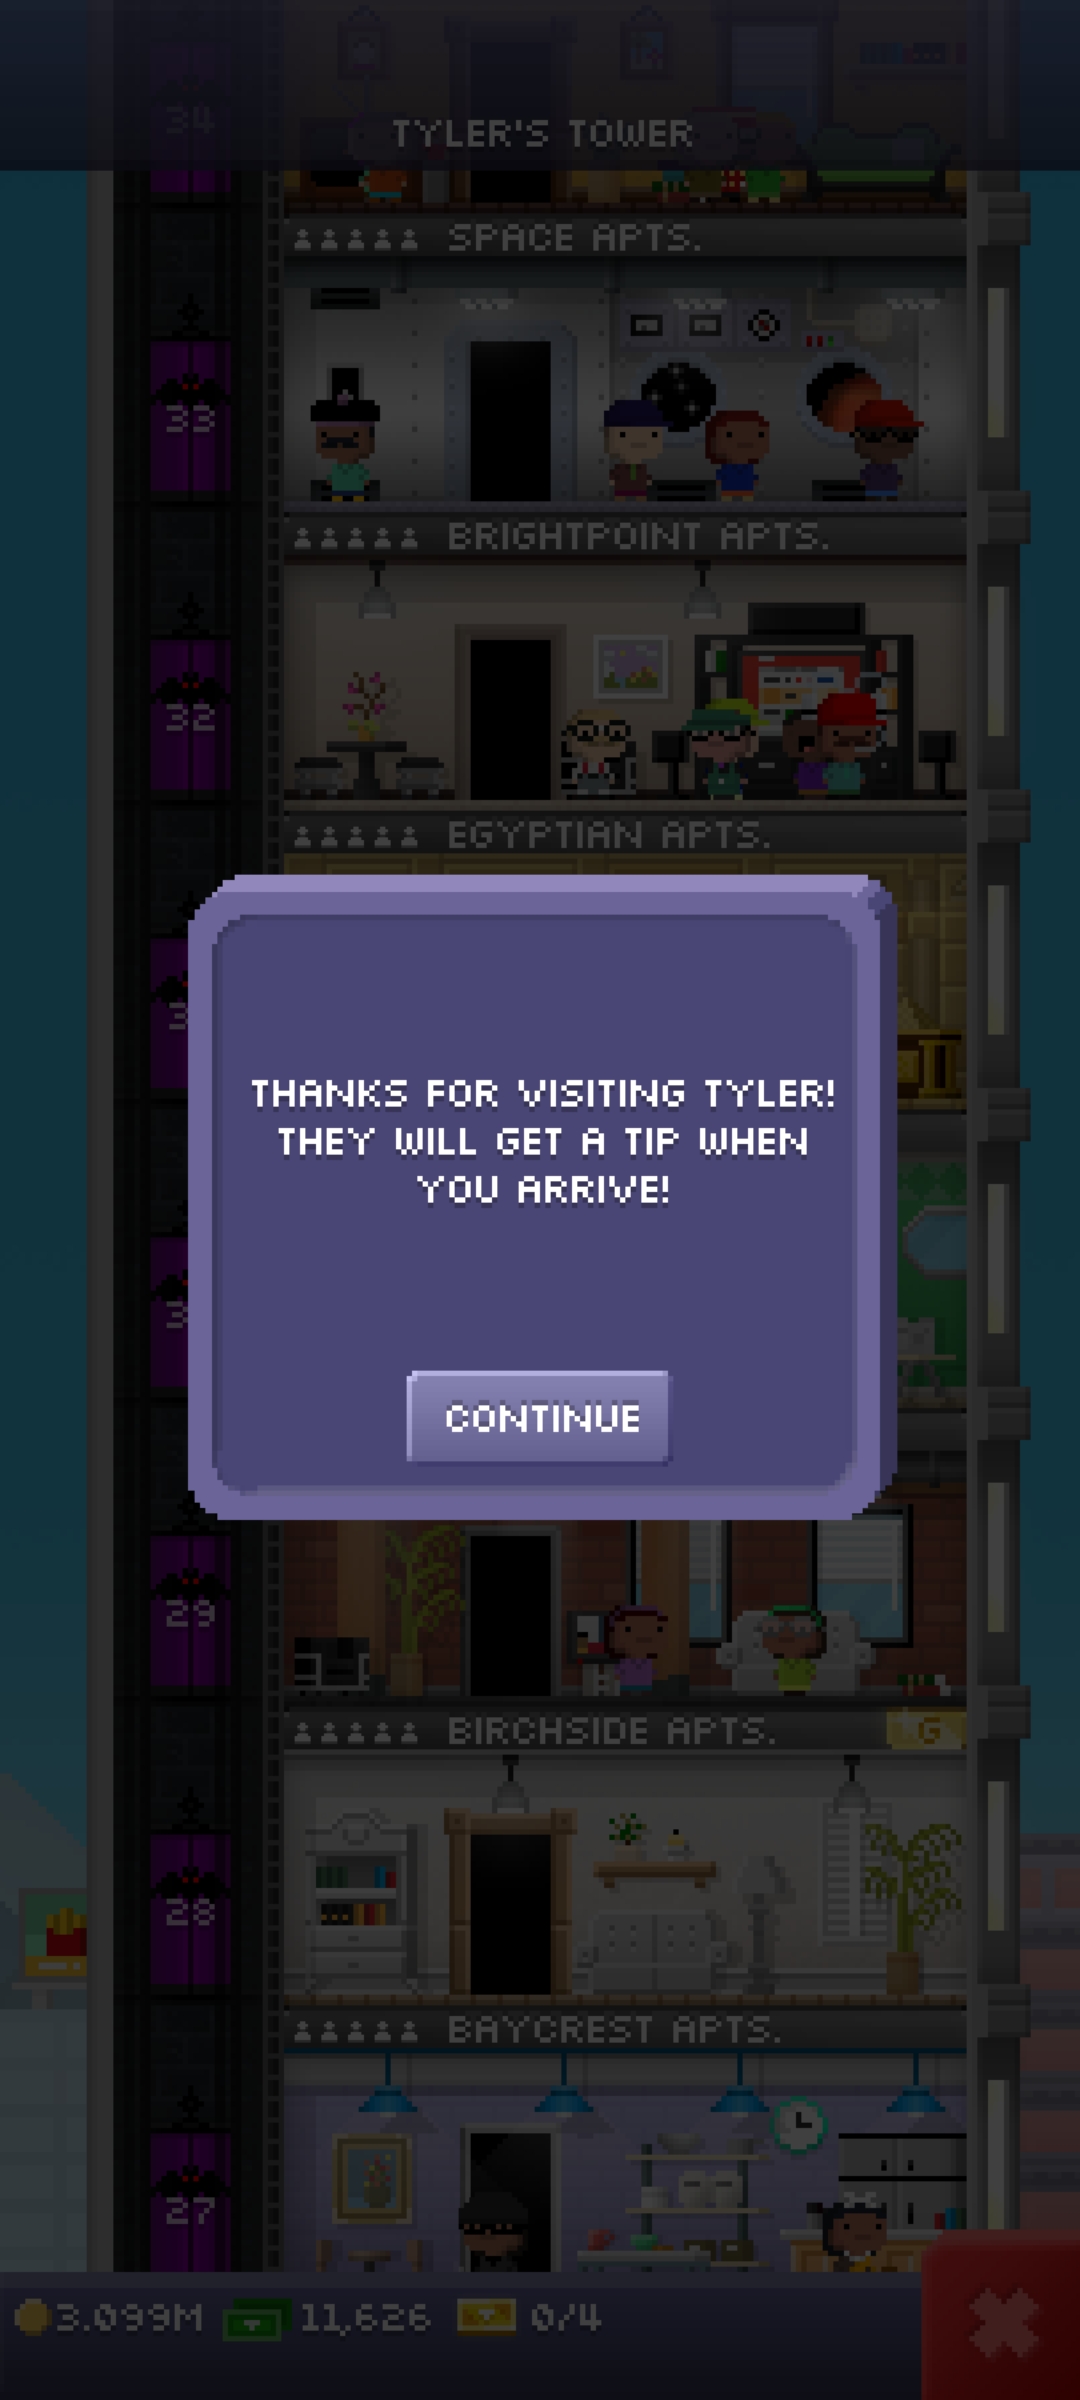 34
TYLER'S TOWER
SPACE APTS.
33
BRIGHTPOINT APTS.
32
EGYPTIAN APTS.
THANKS FOR VISITING TYLER!
THEY WILL GET A TIP WHEN
YOU ARRIVE!
CONTINUE
29
BIRCHSIDE APTS.
G
28
BAYCREST APTS.
27
3.099M
11,626
0/4